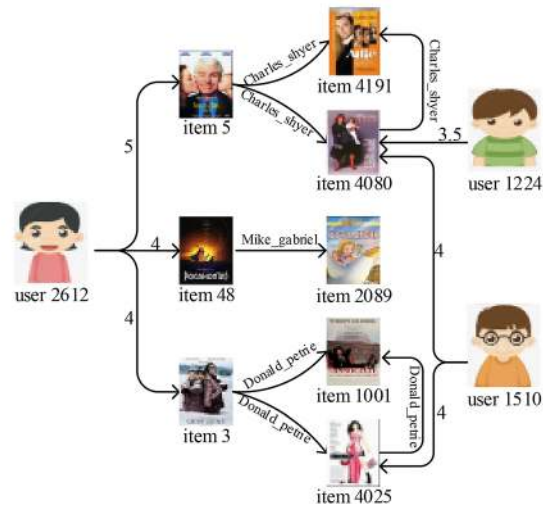 Charles_shyer
item 5
Charles_shyer
item 4191
Charles_shyer
5
item 4080
3.5
user 1224
user 2612
4
item 48
Mike_gabriel
item 2089
4
4
item 3
Donald_petrie
Donald_petrie
item 1001
Donald_petrie
4
user 1510
item 4025